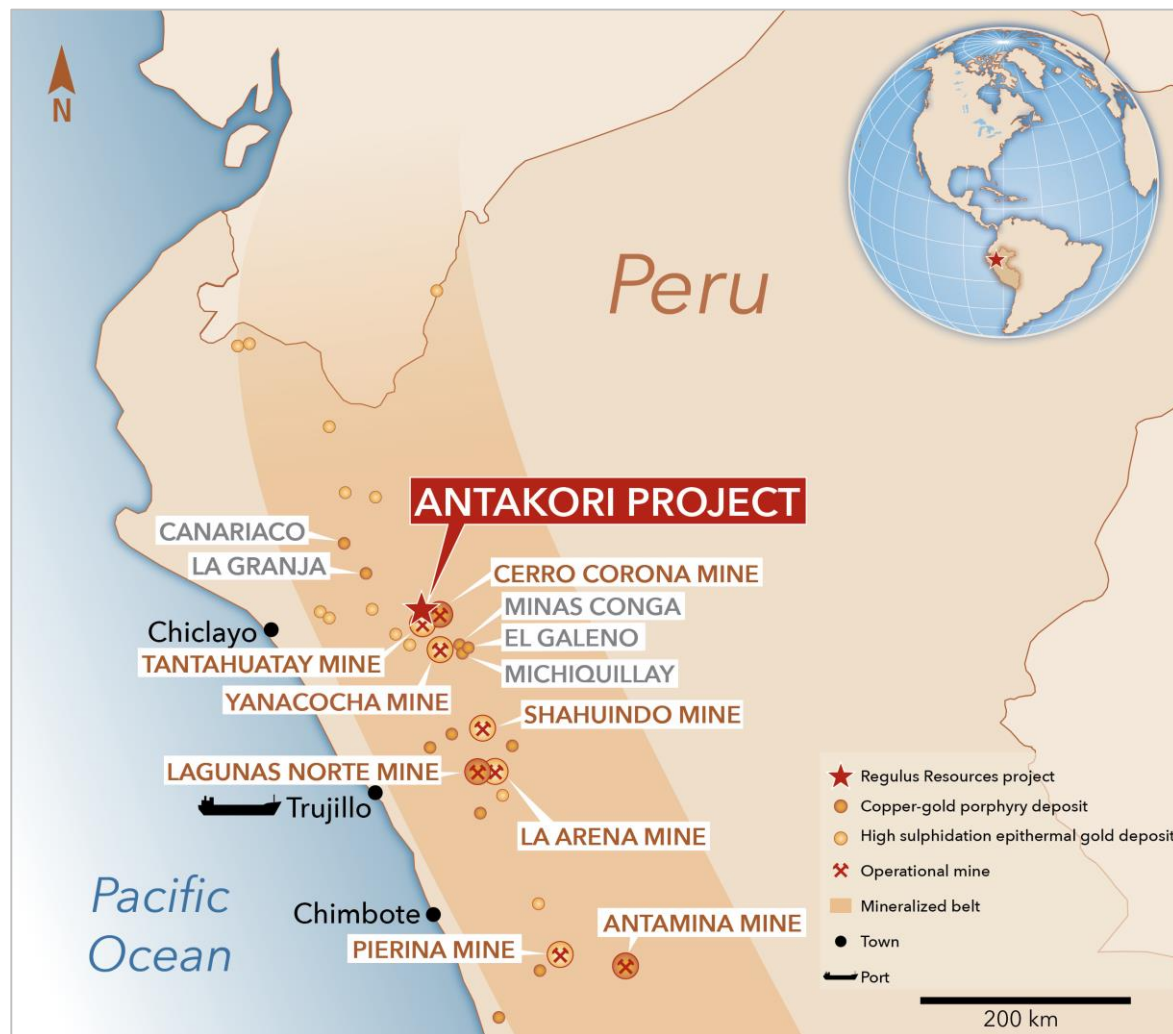 N
Peru
ANTAKORI PROJECT
CANARIACO
LA GRANJA
CERRO CORONA MINE
MINAS CONGA
EL GALENO
MICHIQUILLAY
Chiclayo
TANTAHUATAY MINE
YANACOCHA MINE
SHAHUINDO MINE
LAGUNAS NORTE MINE
Trujillo
LA ARENA MINE
Pacific
Ocean
Chimbote
PIERINA MINE
ANTAMINA MINE
Regulus Resources project
Copper-gold porphyry deposit
High sulphidation epithermal gold deposit
Operational mine
Mineralized belt
Town
Port
200 km